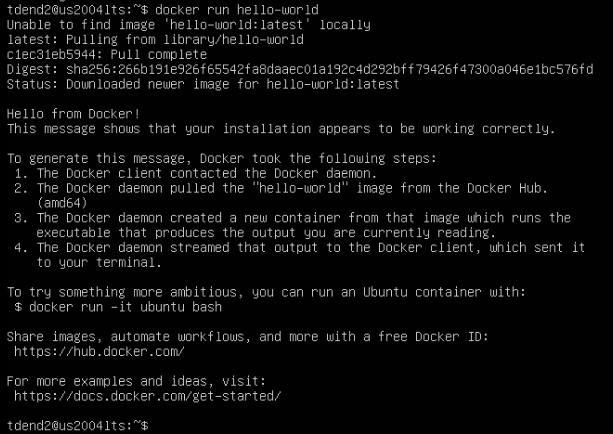 tdend2@us2004lts:~$ docker run hello-world
Unable to find image 'hello-world:latest' locally
latest: Pulling from library/hello-world
c1ec31eb5944: Pull complete
Digest: sha256:266b191e926f65542fa8daaec01a192c4d292bff79426f47300a046e1bc576fd
Status: Downloaded newer image for hello-world:latest

Hello from Docker!
This message shows that your installation appears to be working correctly.

To generate this message, Docker took the following steps:
 1. The Docker client contacted the Docker daemon.
 2. The Docker daemon pulled the "hello-world" image from the Docker Hub.
    (amd64)
 3. The Docker daemon created a new container from that image which runs the
    executable that produces the output you are currently reading.
 4. The Docker daemon streamed that output to the Docker client, which sent it
    to your terminal.

To try something more ambitious, you can run an Ubuntu container with:
 $ docker run -it ubuntu bash

Share images, automate workflows, and more with a free Docker ID:
 https://hub.docker.com/

For more examples and ideas, visit:
 https://docs.docker.com/get-started/

tdend2@us2004lts:~$